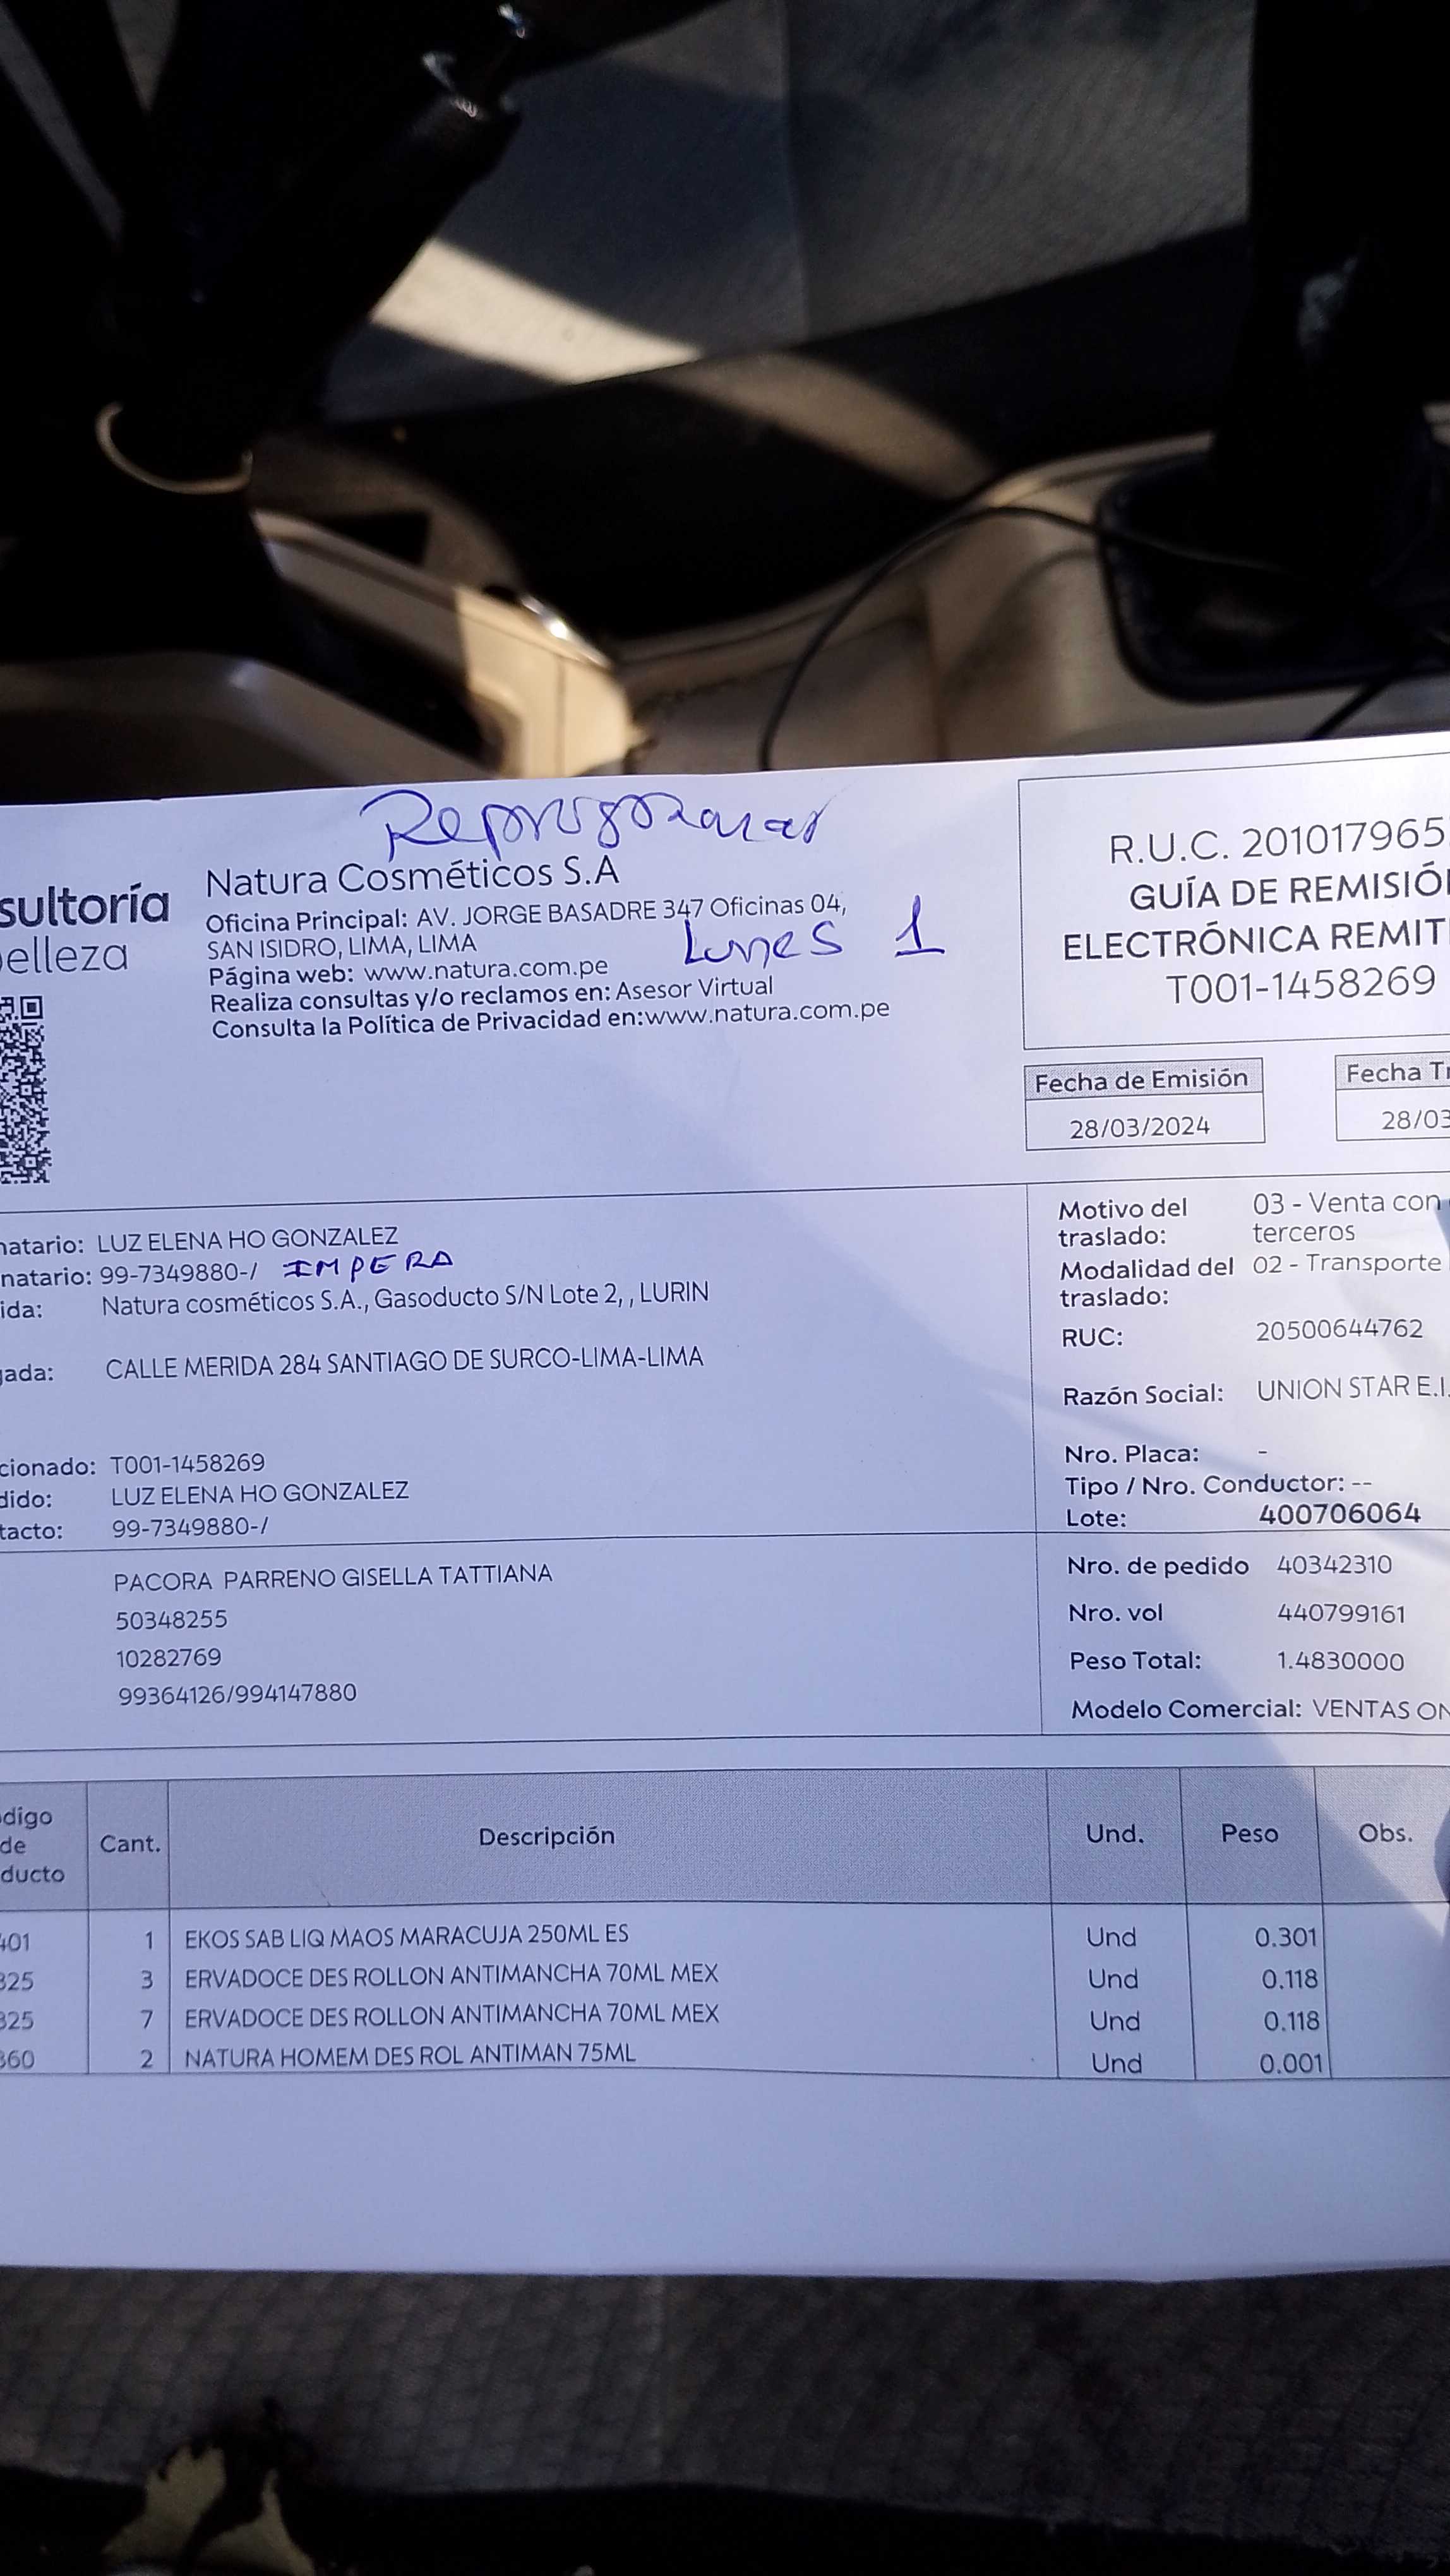 Reprogramar
sultoría
elleza
Natura Cosméticos S.A
Oficina Principal: AV. JORGE BASADRE 347 Oficinas 04,
SAN ISIDRO, LIMA, LIMA
Lunes 1
Página web: www.natura.com.pe
Realiza consultas y/o reclamos en: Asesor Virtual
Consulta la Política de Privacidad en:www.natura.com.pe
R.U.C. 201017965
GUÍA DE REMISIÓ
ELECTRÓNICA REMIT
T001-1458269
Fecha de Emisión
28/03/2024
Fecha Tr
28/03
natario: LUZ ELENA HO GONZALEZ
natario: 99-7349880-/ IMPERA
ida: Natura cosméticos S.A., Gasoducto S/N Lote 2, , LURIN
gada: CALLE MERIDA 284 SANTIAGO DE SURCO-LIMA-LIMA
cionado: T001-1458269
dido: LUZ ELENA HO GONZALEZ
tacto: 99-7349880-/
Motivo del traslado: 03 - Venta con
terceros
Modalidad del traslado: 02 - Transporte
RUC: 20500644762
Razón Social: UNION STAR E.I.
Nro. Placa: -
Tipo / Nro. Conductor: --
Lote: 400706064
PACORA PARRENO GISELLA TATTIANA
50348255
10282769
99364126/994147880
Nro. de pedido 40342310
Nro. vol 440799161
Peso Total: 1.4830000
Modelo Comercial: VENTAS ON
digo de ducto Cant. Descripción Und. Peso Obs.
401 1 EKOS SAB LIQ MAOS MARACUJA 250ML ES Und 0.301
325 3 ERVADOCE DES ROLLON ANTIMANCHA 70ML MEX Und 0.118
325 7 ERVADOCE DES ROLLON ANTIMANCHA 70ML MEX Und 0.118
360 2 NATURA HOMEM DES ROL ANTIMAN 75ML Und 0.001